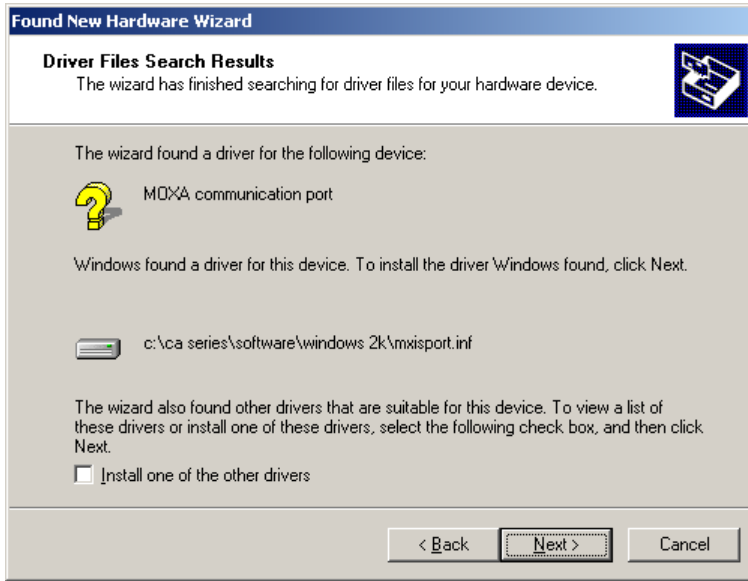 Found New Hardware Wizard
Driver Files Search Results
The wizard has finished searching for driver files for your hardware device.
The wizard found a driver for the following device:
MOXA communication port
Windows found a driver for this device. To install the driver Windows found, click Next.
c:\ca series\software\windows 2k\mxisport.inf
The wizard also found other drivers that are suitable for this device. To view a list of
these drivers or install one of these drivers, select the following check box, and then click
Next.
Install one of the other drivers
< Back Next > Cancel